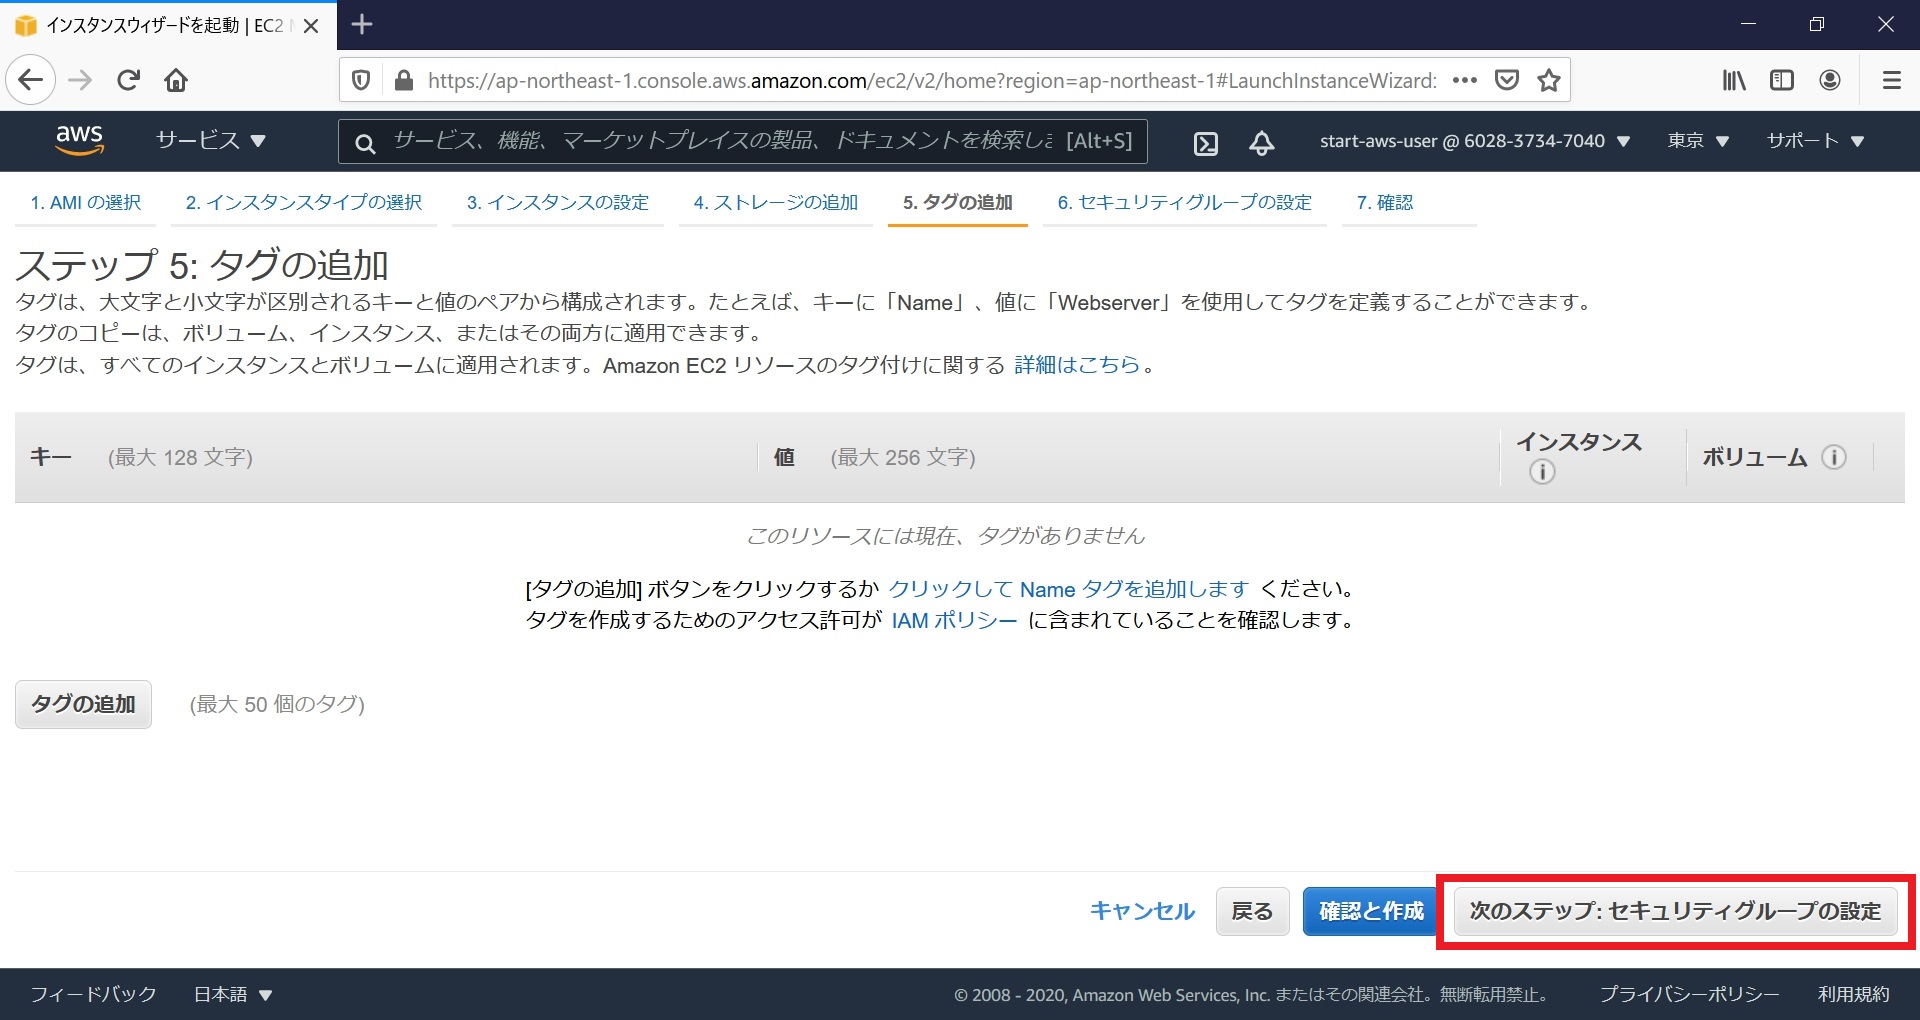 インスタンスウィザードを起動 | EC2
https://ap-northeast-1.console.aws.amazon.com/ec2/v2/home?region=ap-northeast-1#LaunchInstanceWizard:
aws
サービス
サービス、機能、マーケットプレイスの製品、ドキュメントを検索し
[Alt+S]
start-aws-user @ 6028-3734-7040
東京
サポート
1. AMI の選択
2. インスタンスタイプの選択
3. インスタンスの設定
4. ストレージの追加
5. タグの追加
6. セキュリティグループの設定
7. 確認
ステップ 5: タグの追加
タグは、大文字と小文字が区別されるキーと値のペアから構成されます。たとえば、キーに「Name」、値に「Webserver」を使用してタグを定義することができます。
タグのコピーは、ボリューム、インスタンス、またはその両方に適用できます。
タグは、すべてのインスタンスとボリュームに適用されます。Amazon EC2 リソースのタグ付けに関する 詳細はこちら。
キー (最大 128 文字)
値 (最大 256 文字)
インスタンス
ボリューム
このリソースには現在、タグがありません
[タグの追加] ボタンをクリックするか クリックして Name タグを追加します ください。
タグを作成するためのアクセス許可が IAM ポリシー に含まれていることを確認します。
タグの追加 (最大 50 個のタグ)
キャンセル
戻る
確認と作成
次のステップ: セキュリティグループの設定
フィードバック
日本語
© 2008 - 2020, Amazon Web Services, Inc. またはその関連会社。無断転用禁止。
プライバシーポリシー
利用規約